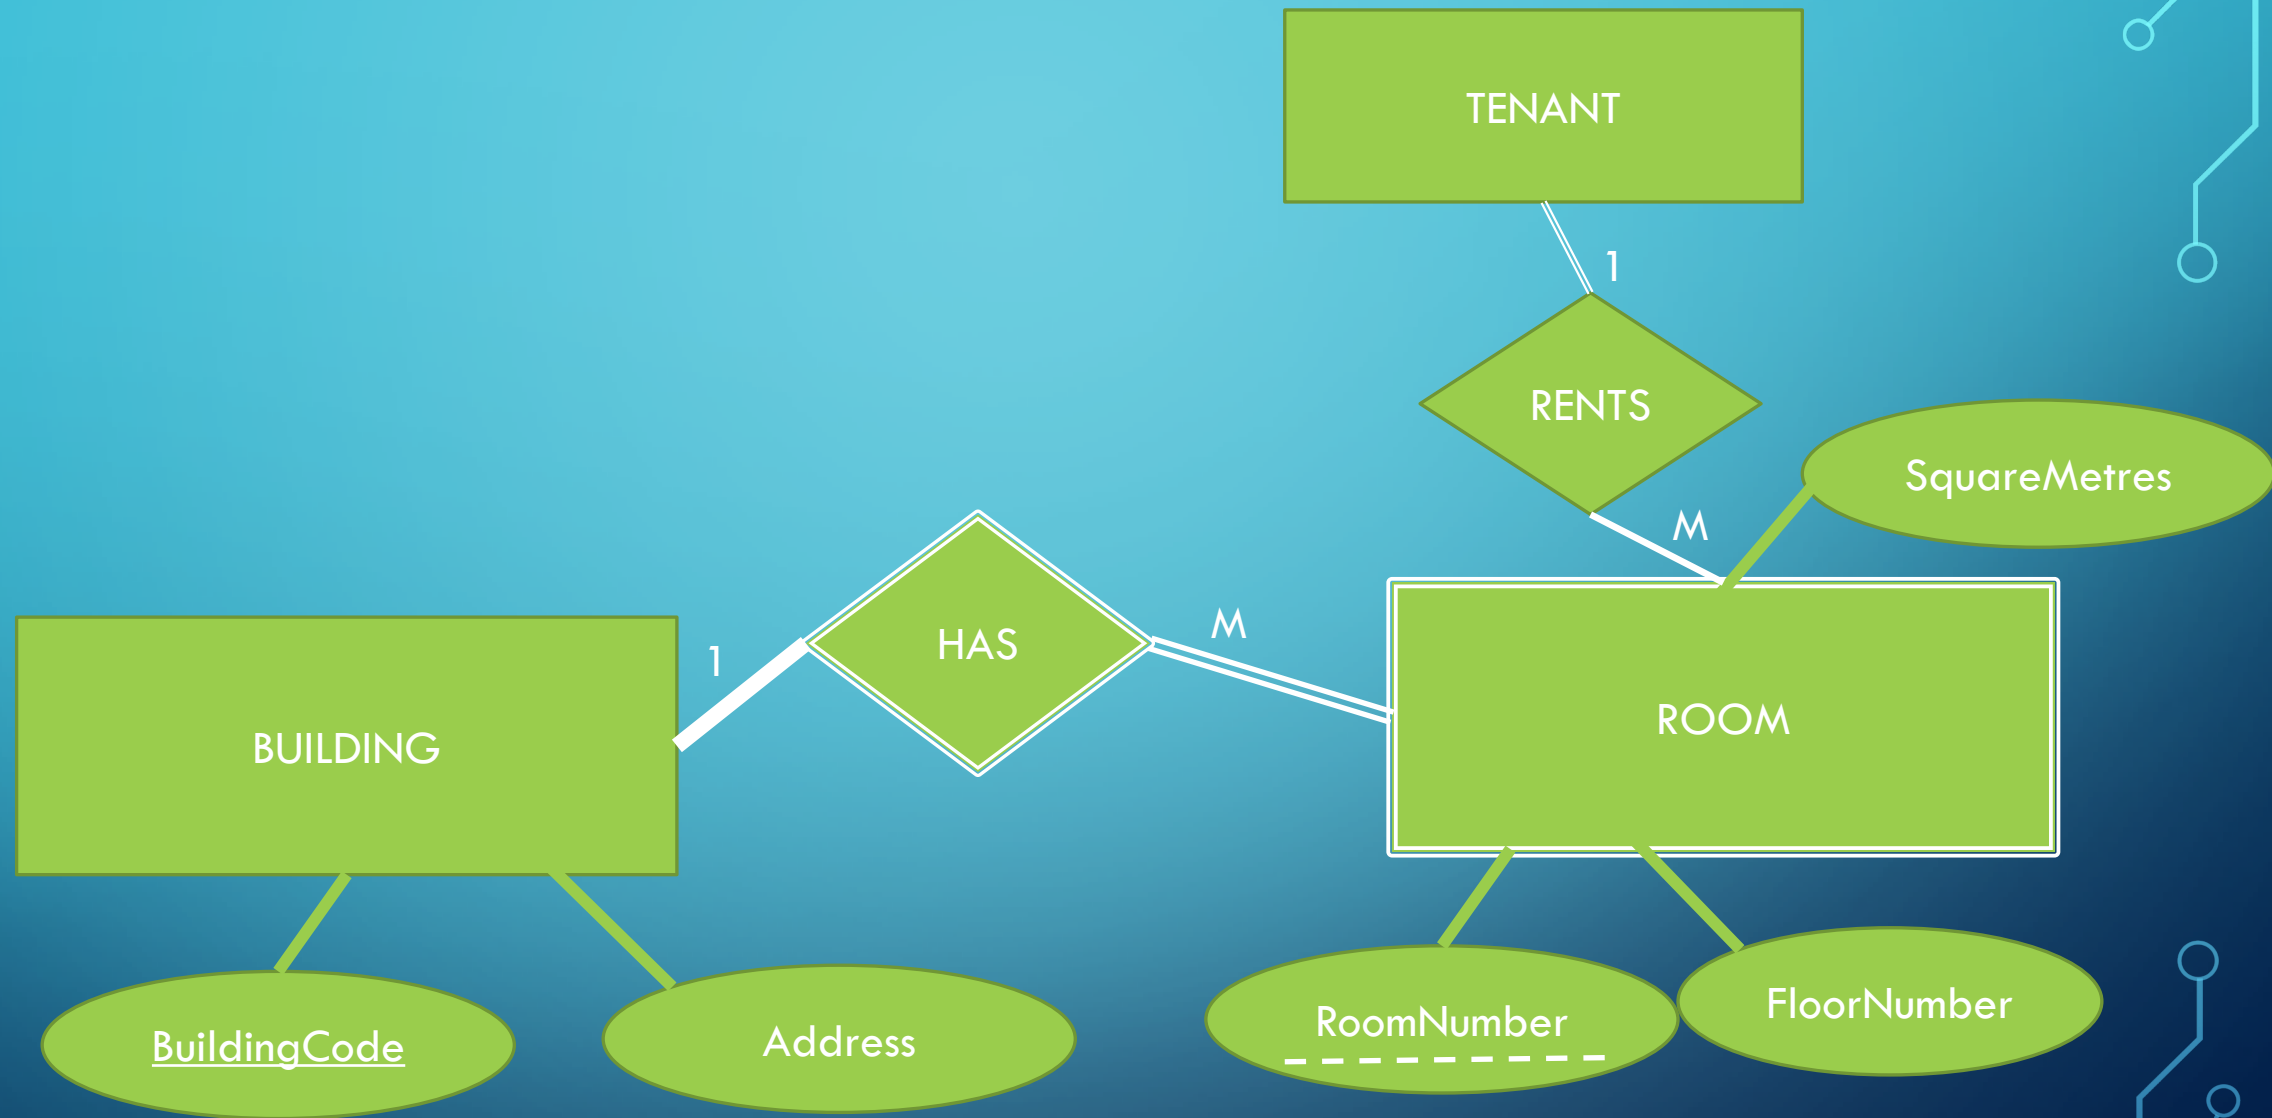 TENANT
1
RENTS
SquareMetres
M
HAS
M
1
BUILDING
ROOM
BuildingCode
Address
RoomNumber
FloorNumber